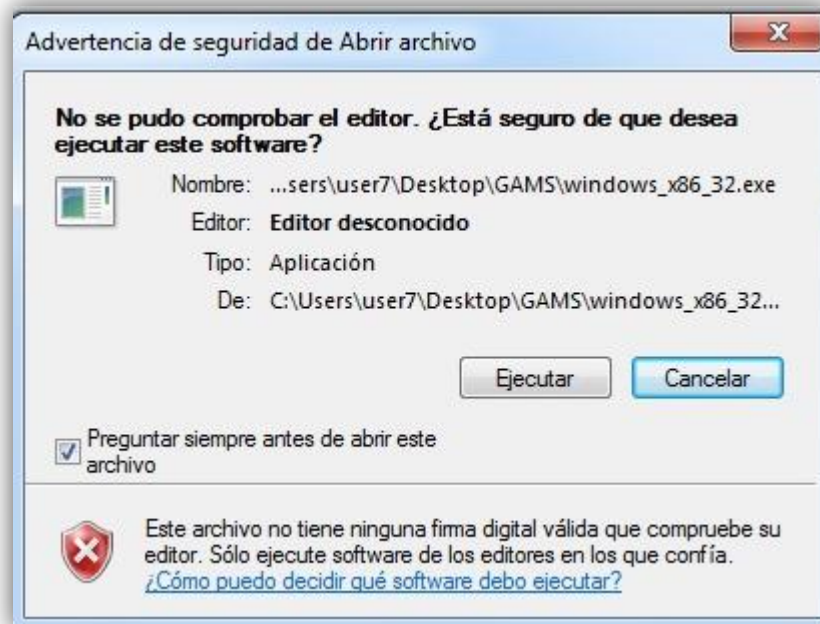 Advertencia de seguridad de Abrir archivo
No se pudo comprobar el editor. ¿Está seguro de que desea
ejecutar este software?
Nombre: ...sers\user7\Desktop\GAMS\windows_x86_32.exe
Editor: Editor desconocido
Tipo: Aplicación
De: C:\Users\user7\Desktop\GAMS\windows_x86_32...
Ejecutar Cancelar
Preguntar siempre antes de abrir este
archivo
Este archivo no tiene ninguna firma digital válida que compruebe su
editor. Sólo ejecute software de los editores en los que confía.
¿Cómo puedo decidir qué software debo ejecutar?